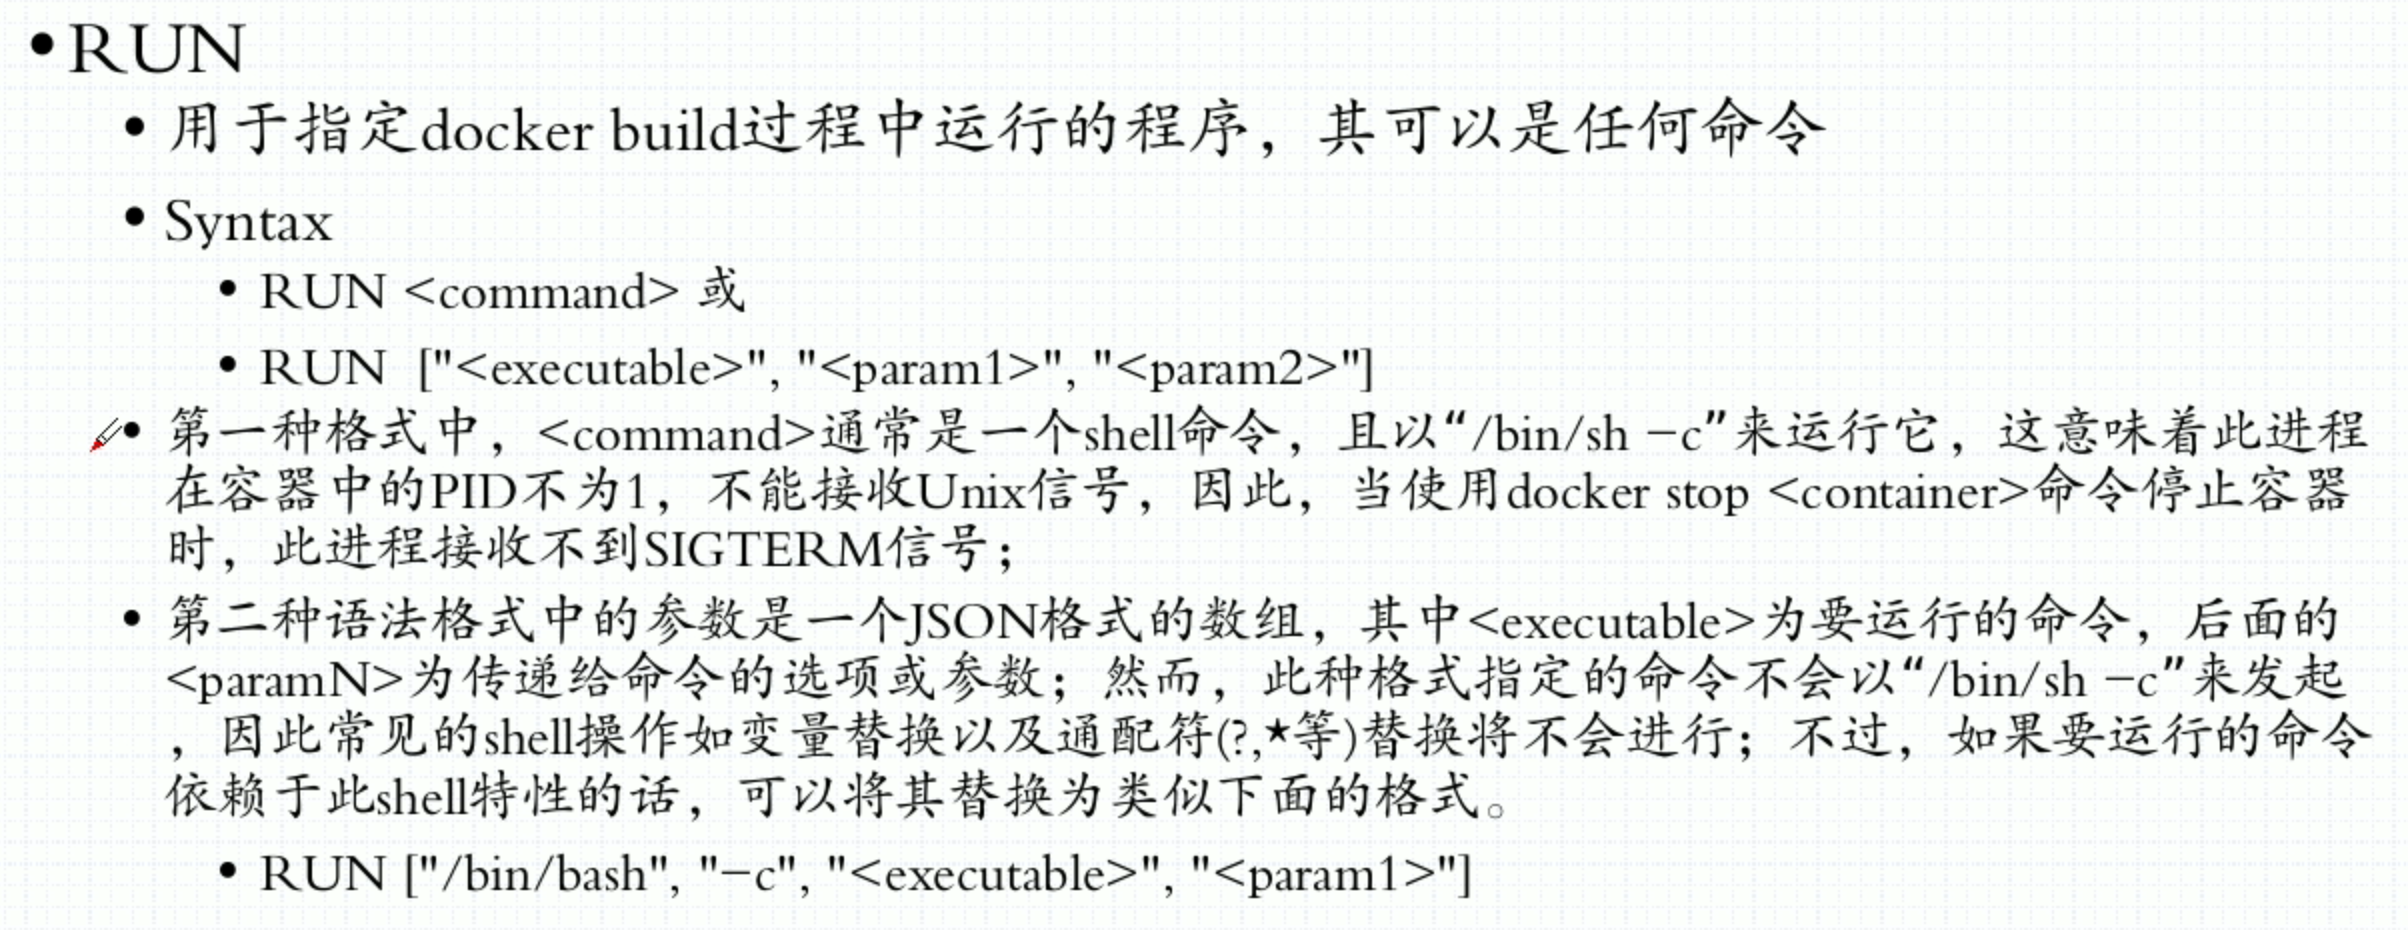 •RUN
• 用于指定docker build过程中运行的程序，其可以是任何命令
• Syntax
• RUN <command> 或
• RUN  ["<executable>", "<param1>", "<param2>"]
• 第一种格式中，<command>通常是一个shell命令，且以“/bin/sh -c”来运行它，这意味着此进程
在容器中的PID不为1，不能接收Unix信号，因此，当使用docker stop <container>命令停止容器
时，此进程接收不到SIGTERM信号；
• 第二种语法格式中的参数是一个JSON格式的数组，其中<executable>为要运行的命令，后面的
<paramN>为传递给命令的选项或参数；然而，此种格式指定的命令不会以“/bin/sh -c”来发起
，因此常见的shell操作如变量替换以及通配符(?,*等)替换将不会进行；不过，如果要运行的命令
依赖于此shell特性的话，可以将其替换为类似下面的格式。
• RUN ["/bin/bash", "-c", "<executable>", "<param1>"]